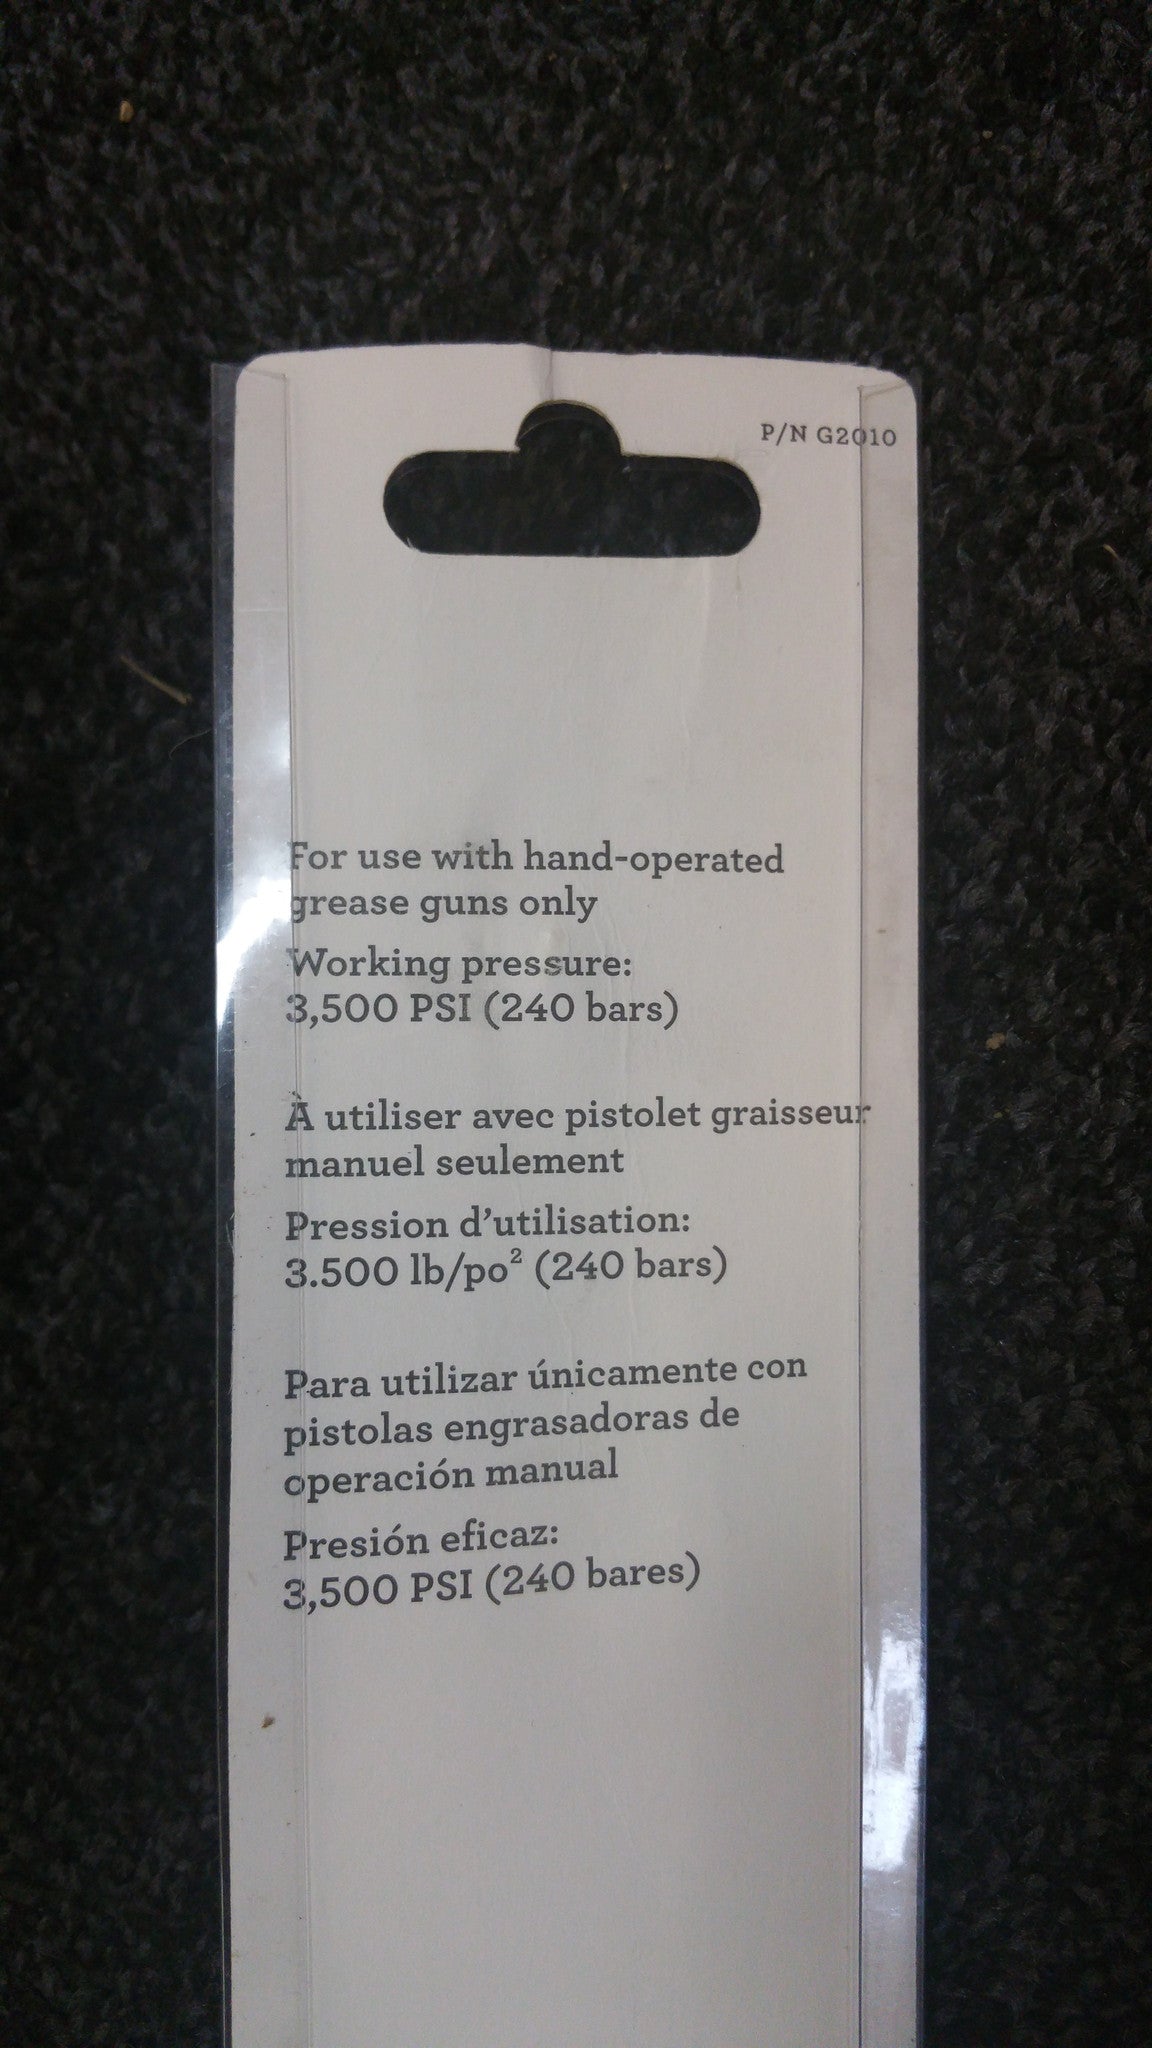 P/N G2010
For use with hand-operated
grease guns only
Working pressure:
3,500 PSI (240 bars)
À utiliser avec pistolet graisseur
manuel seulement
Pression d’utilisation:
3.500 lb/po² (240 bars)
Para utilizar únicamente con
pistolas engrasadoras de
operación manual
Presión eficaz:
3,500 PSI (240 bares)